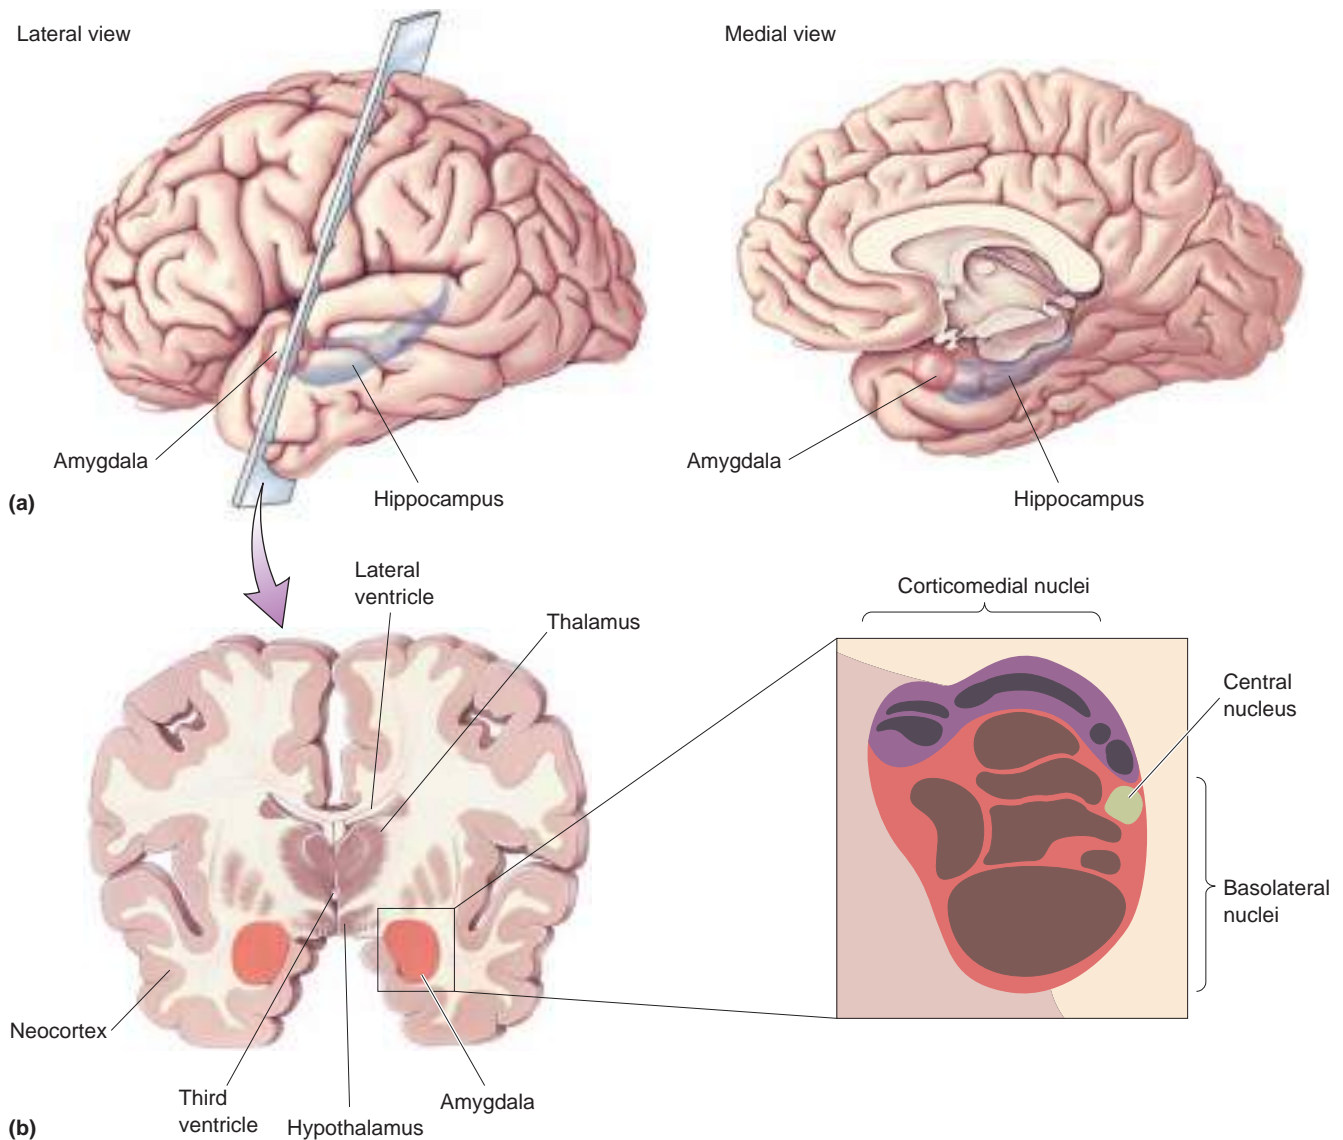 Lateral view
Medial view
Amygdala
Hippocampus
Amygdala
Hippocampus
(a)
Lateral
ventricle
Thalamus
Corticomedial nuclei
Central
nucleus
Basolateral
nuclei
Neocortex
Third
ventricle
Hypothalamus
Amygdala
(b)